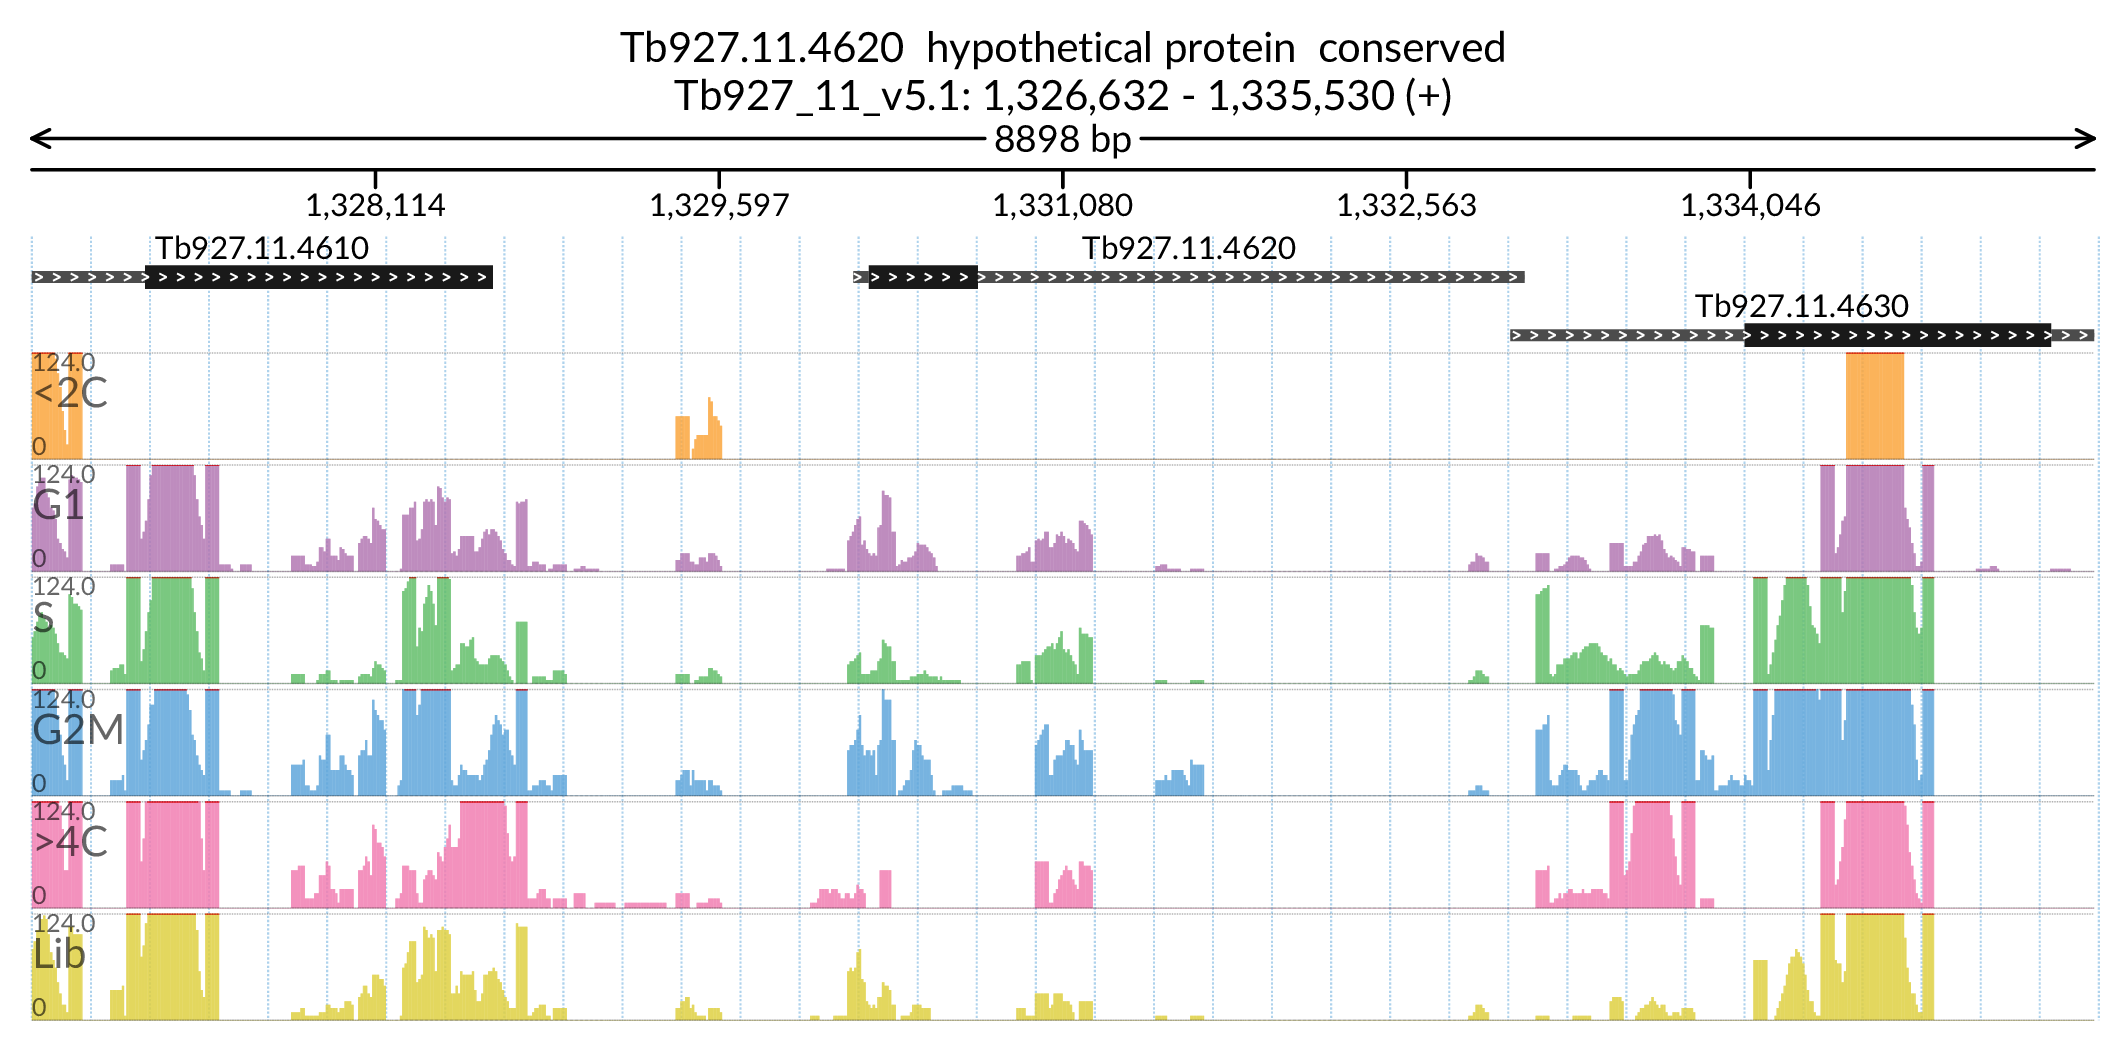 Tb927.11.4620 hypothetical protein conserved
Tb927_11_v5.1: 1,326,632 - 1,335,530 (+)
8898 bp
1,328,114 1,329,597 1,331,080 1,332,563 1,334,046
Tb927.11.4610 Tb927.11.4620
Tb927.11.4630
124.0
<2C
0
124.0
G1
0
124.0
S
0
124.0
G2M
0
124.0
>4C
0
124.0
Lib
0